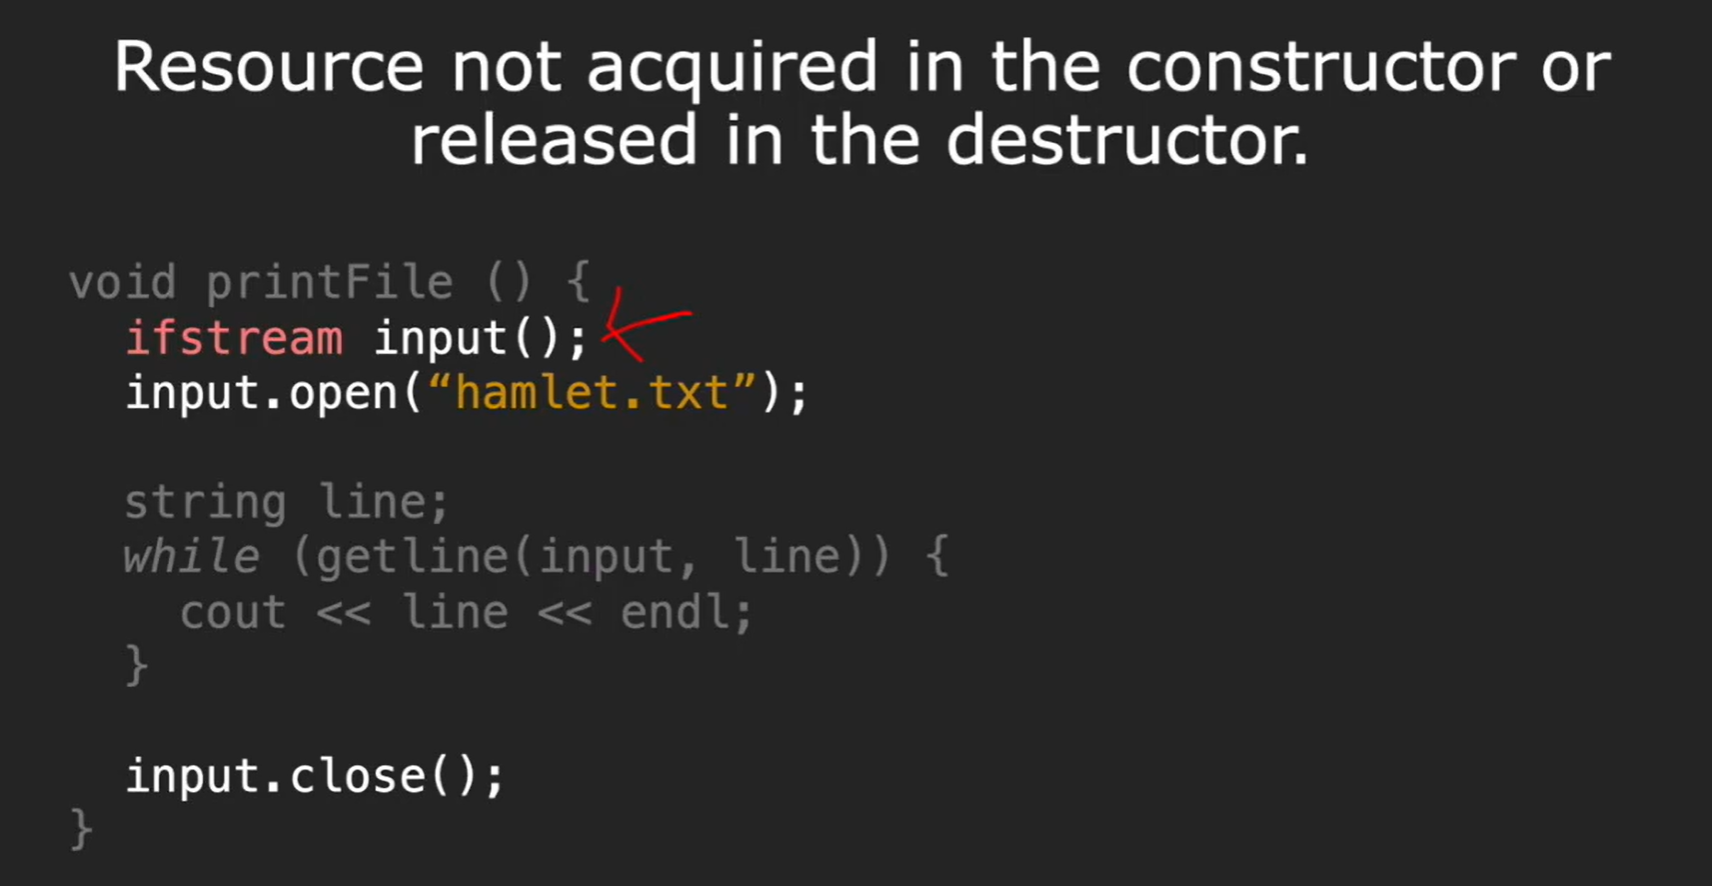 Resource not acquired in the constructor or
released in the destructor.
void printFile () {
ifstream input();
input.open(“hamlet.txt”);
string line;
while (getline(input, line)) {
cout << line << endl;
}
input.close();
}